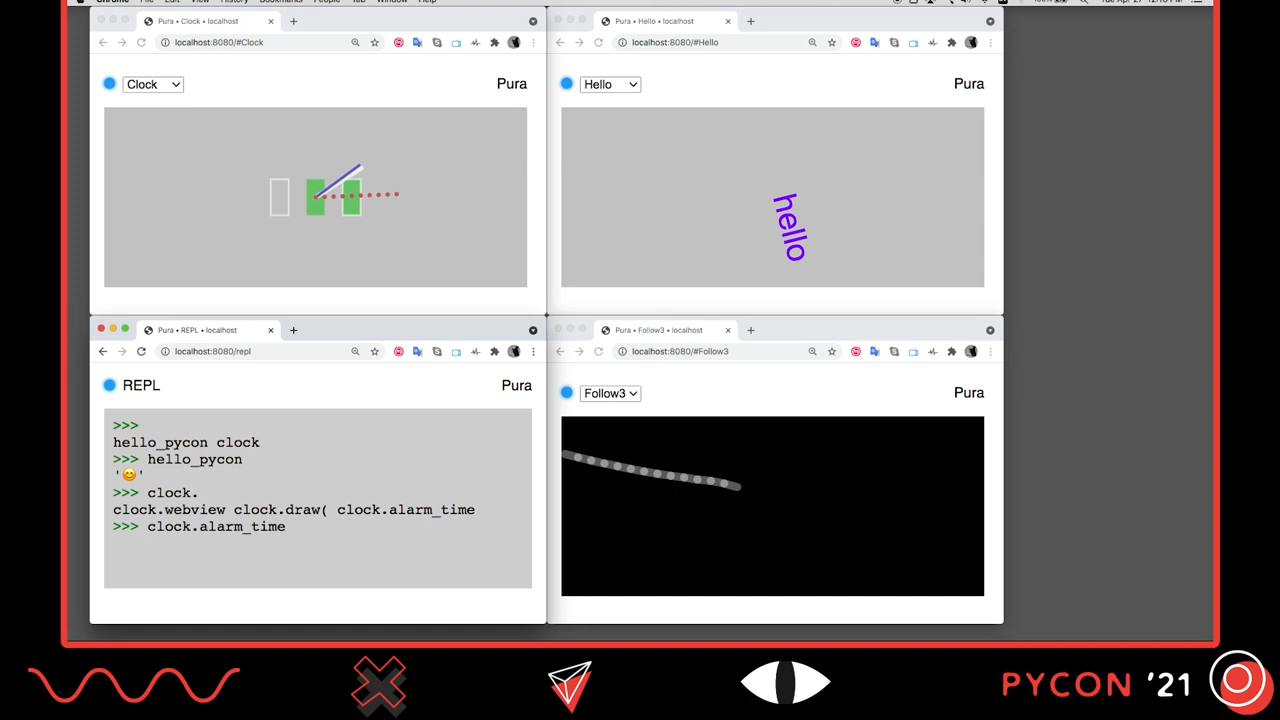 Pura • Clock • localhost
localhost:8080/#Clock
Clock
Pura
Pura • Hello • localhost
localhost:8080/#Hello
Hello
Pura
hello
Pura • REPL • localhost
localhost:8080/repl
REPL
Pura
>>>
hello_pycon clock
>>> hello_pycon
'😊'
>>> clock.
clock.webview clock.draw( clock.alarm_time
>>> clock.alarm_time
Pura • Follow3 • localhost
localhost:8080/#Follow3
Follow3
Pura
PYCON '21